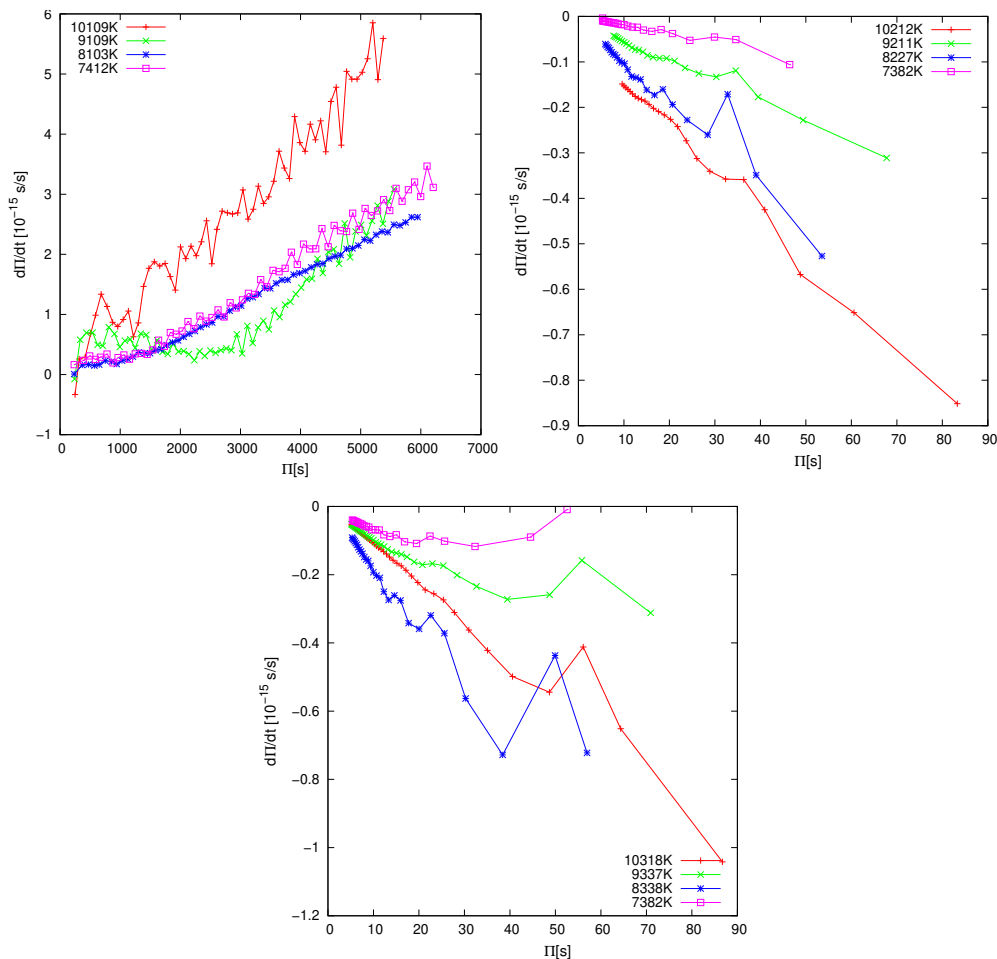 6
5
4
3
2
1
0
−1
dΠ/dt [10⁻¹⁵ s/s]
10109K
9109K
8103K
7412K
0 1000 2000 3000 4000 5000 6000 7000
Π[s]
0
−0.1
−0.2
−0.3
−0.4
−0.5
−0.6
−0.7
−0.8
−0.9
dΠ/dt [10⁻¹⁵ s/s]
10212K
9211K
8227K
7382K
0 10 20 30 40 50 60 70 80 90
Π[s]
0
−0.2
−0.4
−0.6
−0.8
−1
−1.2
dΠ/dt [10⁻¹⁵ s/s]
10318K
9337K
8338K
7382K
0 10 20 30 40 50 60 70 80 90
Π[s]